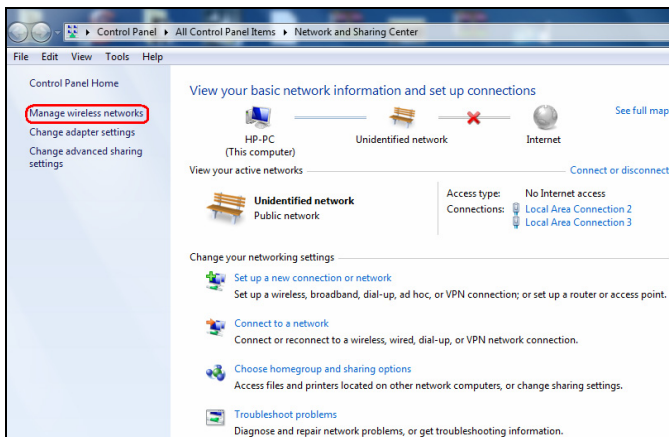 Control Panel ▸ All Control Panel Items ▸ Network and Sharing Center
File Edit View Tools Help
Control Panel Home
Manage wireless networks
Change adapter settings
Change advanced sharing
settings
View your basic network information and set up connections
See full map
HP-PC
(This computer)
Unidentified network
Internet
View your active networks
Connect or disconnect
Unidentified network
Public network
Access type: No Internet access
Connections: Local Area Connection 2
Local Area Connection 3
Change your networking settings
Set up a new connection or network
Set up a wireless, broadband, dial-up, ad hoc, or VPN connection; or set up a router or access point.
Connect to a network
Connect or reconnect to a wireless, wired, dial-up, or VPN network connection.
Choose homegroup and sharing options
Access files and printers located on other network computers, or change sharing settings.
Troubleshoot problems
Diagnose and repair network problems, or get troubleshooting information.